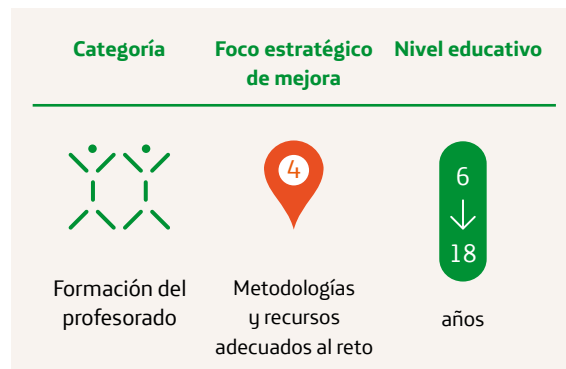 Categoría
Foco estratégico
de mejora
Nivel educativo
4
6
18
Formación del
profesorado
Metodologías
y recursos
adecuados al reto
años